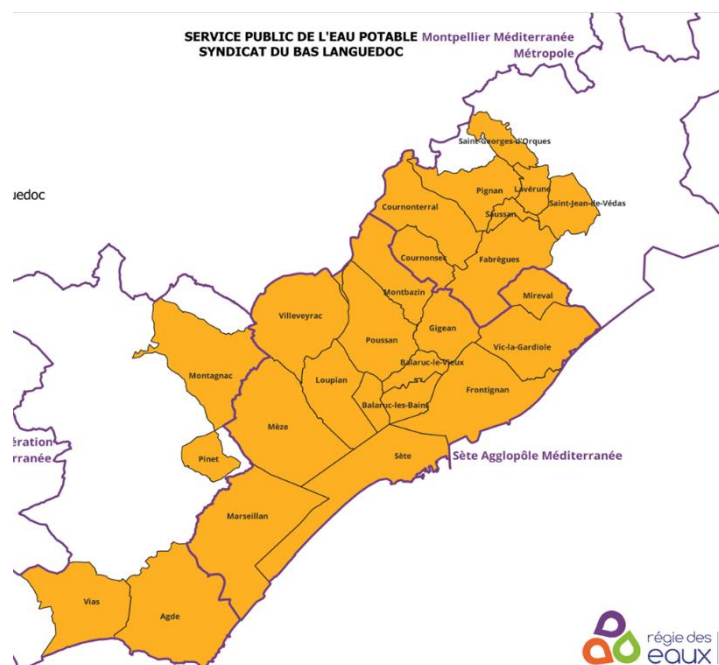 SERVICE PUBLIC DE L'EAU POTABLE
SYNDICAT DU BAS LANGUEDOC
Montpellier Méditerranée
Métropole
Saint-Georges-d'Orques
uedoc
Pignan
Lavérune
Saint-Jean-de-Védas
Cournonterral
Saussan
Cournonsec
Fabrègues
Montbazin
Mireval
Villeveyrac
Gigean
Poussan
Vic-la-Gardiole
Balaruc-le-Vieux
Montagnac
Loupian
Frontignan
Balaruc-les-Bains
Mèze
ération
rranée
Pinet
Sète
Sète Agglopôle Méditerranée
Marseillan
Vias
Agde
régie des
eaux